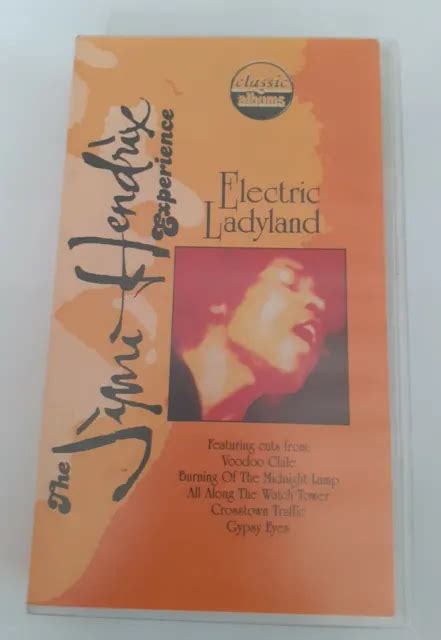 classic
albums
The Jimi Hendrix
Experience
Electric
Ladyland
Featuring cuts from:
Voodoo Chile
Burning Of The Midnight Lamp
All Along The Watch Tower
Crosstown Traffic
Gypsy Eyes